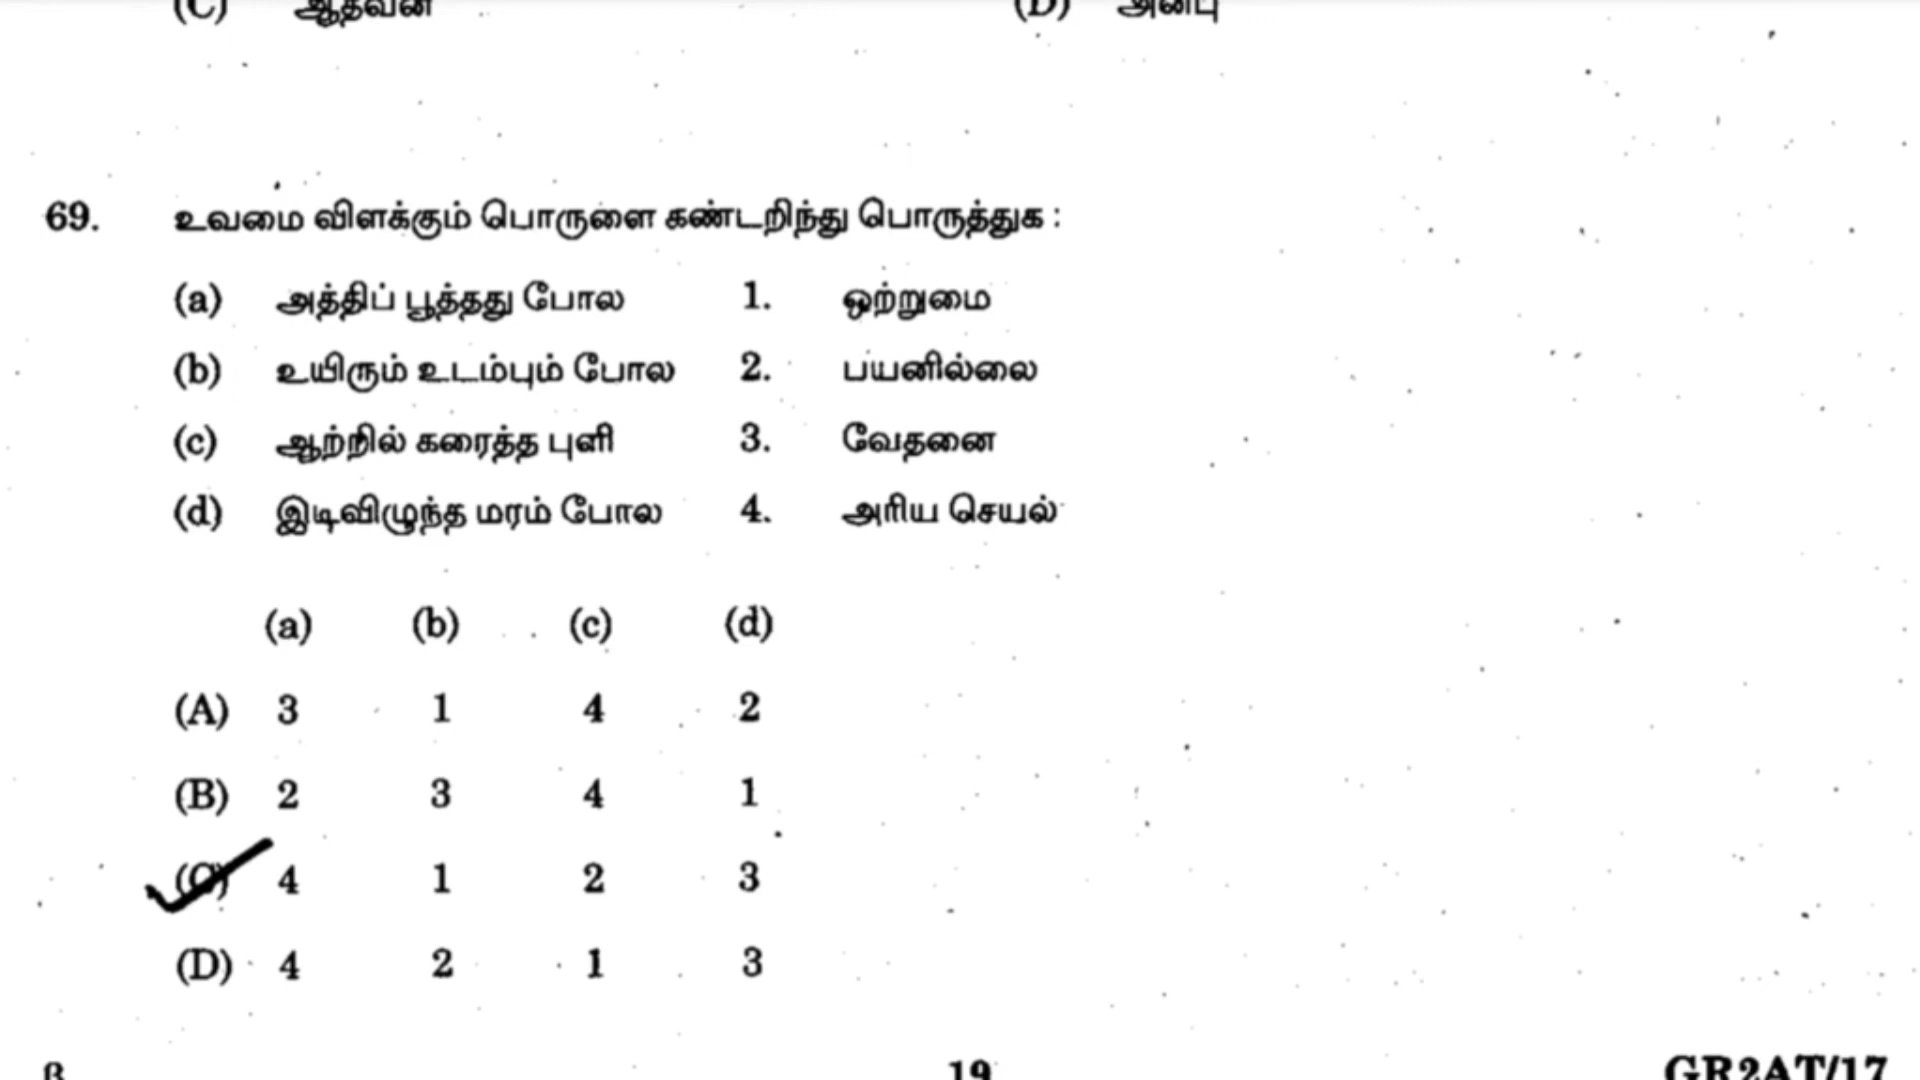 (C) ஆதவன் (D) அன்பு
69. உவமை விளக்கும் பொருளை கண்டறிந்து பொருத்துக :
(a) அத்திப் பூத்தது போல 1. ஒற்றுமை
(b) உயிரும் உடம்பும் போல 2. பயனில்லை
(c) ஆற்றில் கரைத்த புளி 3. வேதனை
(d) இடிவிழுந்த மரம் போல 4. அரிய செயல்
(a) (b) (c) (d)
(A) 3 1 4 2
(B) 2 3 4 1
(C) 4 1 2 3
(D) 4 2 1 3
19 GR2AT/17